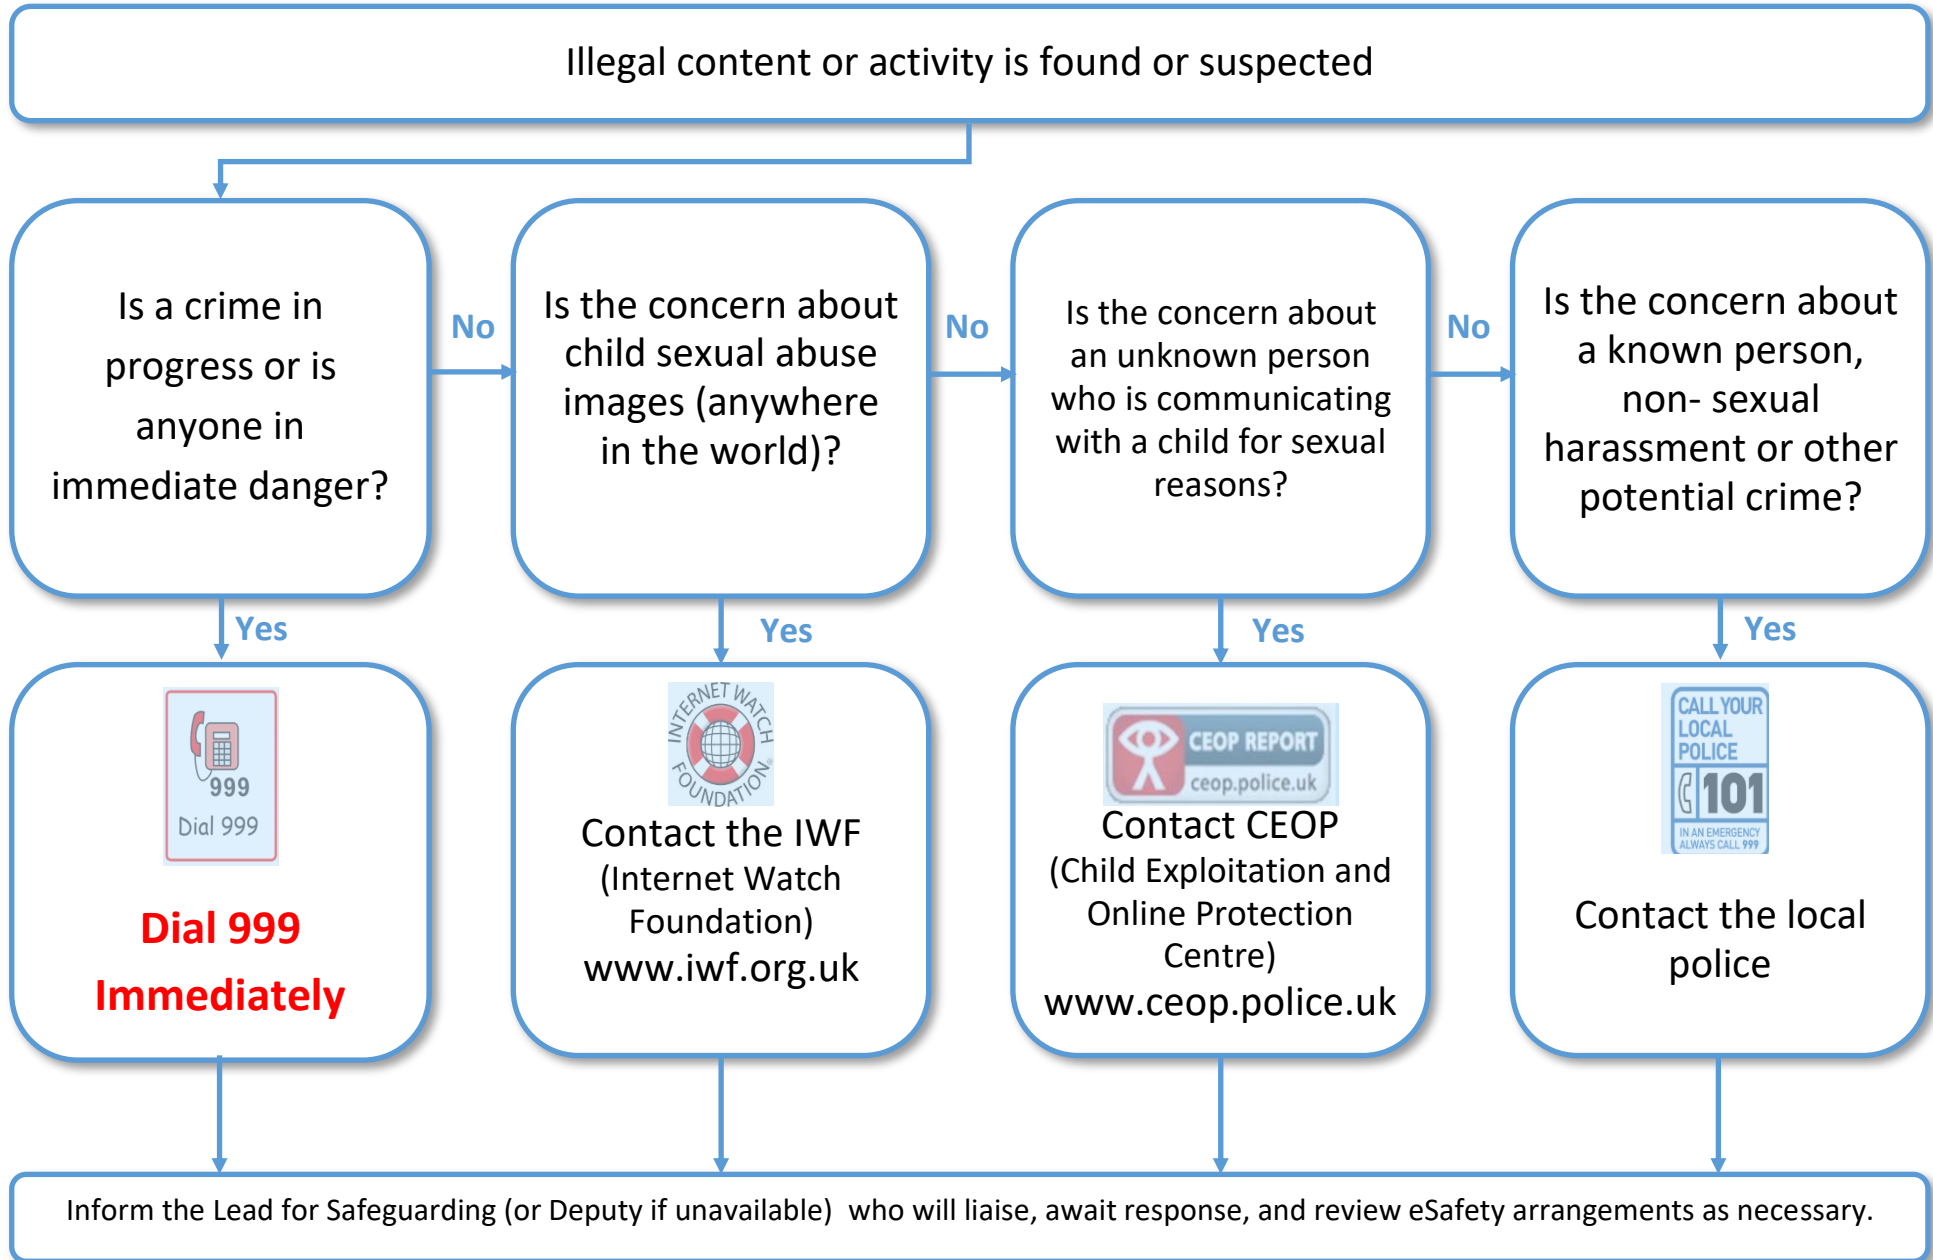 Illegal content or activity is found or suspected
Is a crime in
progress or is
anyone in
immediate danger?
No
Is the concern about
child sexual abuse
images (anywhere
in the world)?
No
Is the concern about
an unknown person
who is communicating
with a child for sexual
reasons?
No
Is the concern about
a known person,
non- sexual
harassment or other
potential crime?
Yes
Yes
Yes
Yes
999
Dial 999
Dial 999
Immediately
INTERNET WATCH
FOUNDATION
Contact the IWF
(Internet Watch
Foundation)
www.iwf.org.uk
CEOP REPORT
ceop.police.uk
Contact CEOP
(Child Exploitation and
Online Protection
Centre)
www.ceop.police.uk
CALL YOUR
LOCAL
POLICE
101
IN AN EMERGENCY
ALWAYS CALL 999
Contact the local
police
Inform the Lead for Safeguarding (or Deputy if unavailable)  who will liaise, await response, and review eSafety arrangements as necessary.